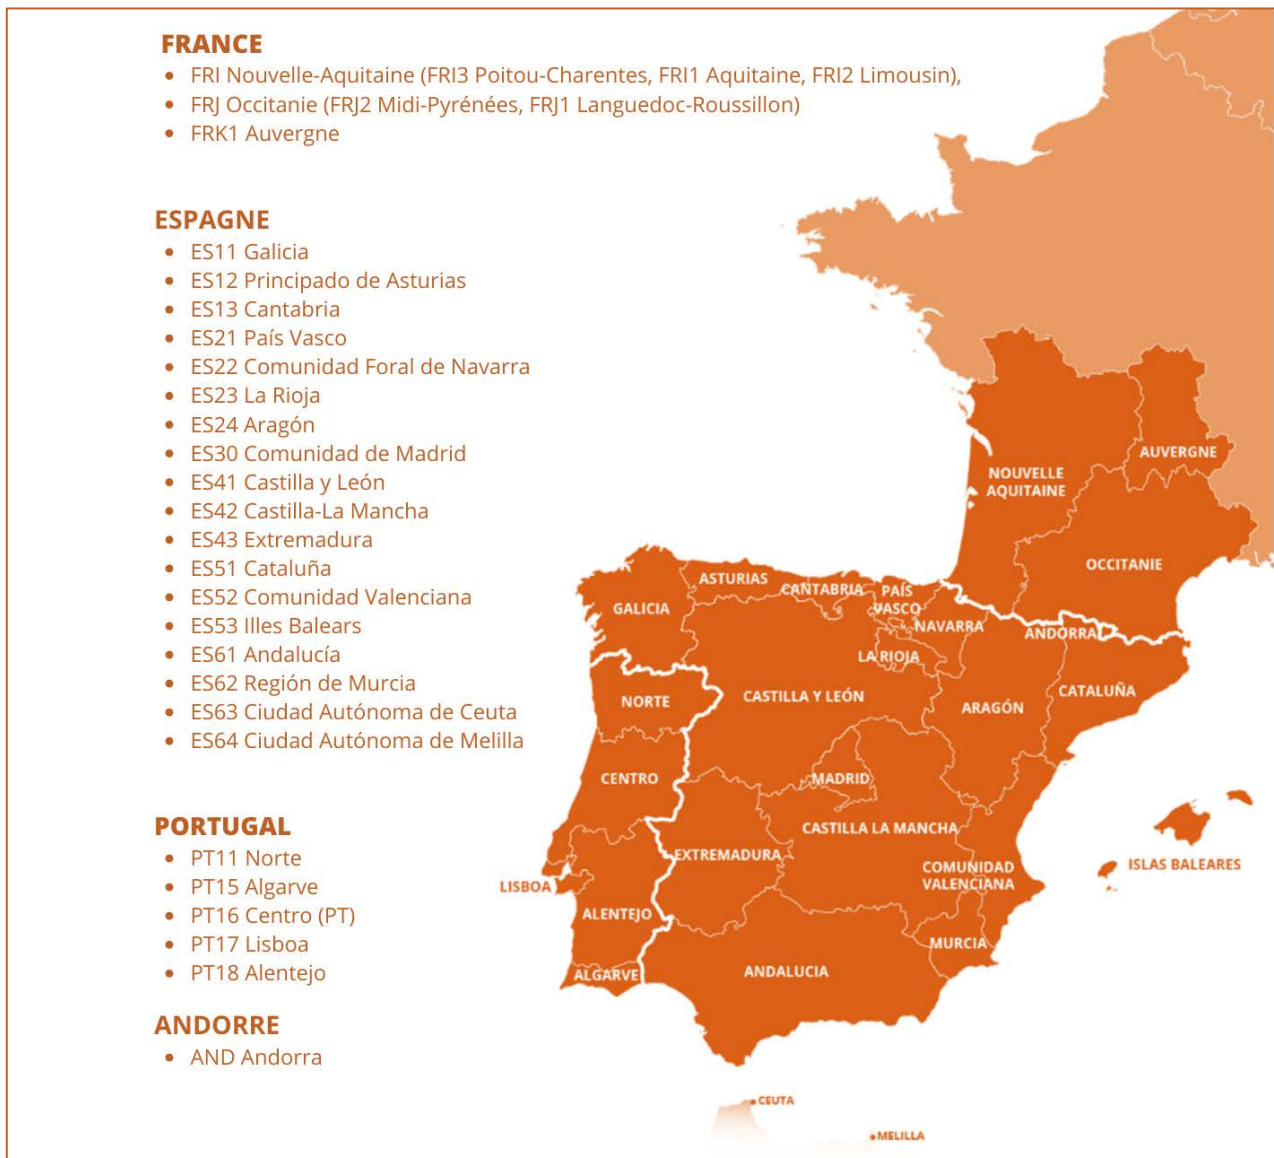 FRANCE
• FRI Nouvelle-Aquitaine (FRI3 Poitou-Charentes, FRI1 Aquitaine, FRI2 Limousin),
• FRJ Occitanie (FRJ2 Midi-Pyrénées, FRJ1 Languedoc-Roussillon)
• FRK1 Auvergne
ESPAGNE
• ES11 Galicia
• ES12 Principado de Asturias
• ES13 Cantabria
• ES21 País Vasco
• ES22 Comunidad Foral de Navarra
• ES23 La Rioja
• ES24 Aragón
• ES30 Comunidad de Madrid
• ES41 Castilla y León
• ES42 Castilla-La Mancha
• ES43 Extremadura
• ES51 Cataluña
• ES52 Comunidad Valenciana
• ES53 Illes Balears
• ES61 Andalucía
• ES62 Región de Murcia
• ES63 Ciudad Autónoma de Ceuta
• ES64 Ciudad Autónoma de Melilla
PORTUGAL
• PT11 Norte
• PT15 Algarve
• PT16 Centro (PT)
• PT17 Lisboa
• PT18 Alentejo
ANDORRE
• AND Andorra
AUVERGNE
NOUVELLE
AQUITAINE
OCCITANIE
ASTURIAS
CANTABRIA
PAÍS
VASCO
GALICIA
NAVARRA
ANDORRA
LA RIOJA
CATALUÑA
CASTILLA Y LEÓN
NORTE
ARAGÓN
CENTRO
MADRID
CASTILLA LA MANCHA
EXTREMADURA
COMUNIDAD
VALENCIANA
ISLAS BALEARES
LISBOA
ALENTEJO
MURCIA
ALGARVE
ANDALUCIA
CEUTA
MELILLA